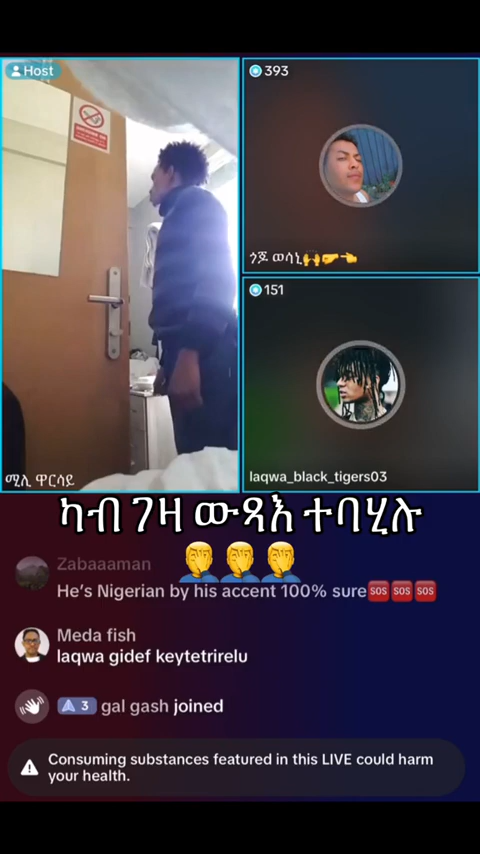 Host
393
ጎጆ ወሳኒ🙌🤛👈
151
ሚሊ ዋርሳይ
laqwa_black_tigers03
ካብ ገዛ ውጻእ ተባሂሉ
🤦‍♂️🤦‍♂️🤦‍♂️
Zabaaaman
He's Nigerian by his accent 100% sure🆘🆘🆘
Meda fish
laqwa gidef keytetrirelu
3 gal gash joined
Consuming substances featured in this LIVE could harm
your health.